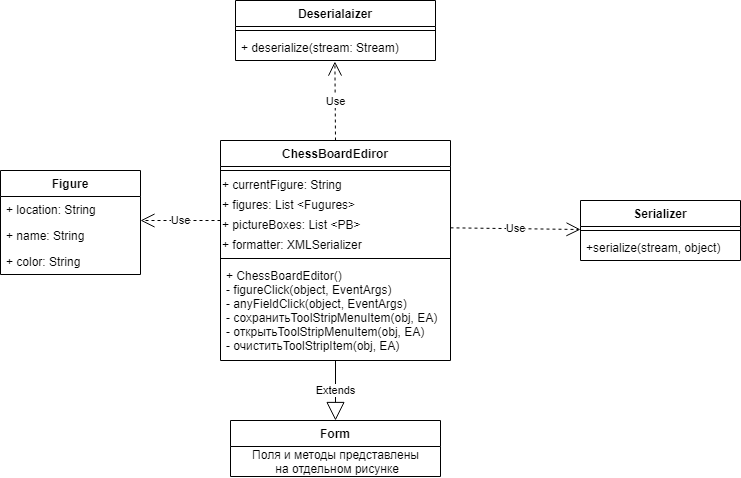 Deserialaizer
+ deserialize(stream: Stream)
Use
ChessBoardEdiror
+ currentFigure: String
+ figures: List <Fugures>
+ pictureBoxes: List <PB>
+ formatter: XMLSerializer
+ ChessBoardEditor()
- figureClick(object, EventArgs)
- anyFieldClick(object, EventArgs)
- сохранитьToolStripMenuItem(obj, EA)
- открытьToolStripMenuItem(obj, EA)
- очиститьToolStripItem(obj, EA)
Figure
+ location: String
+ name: String
+ color: String
Use
Use
Serializer
+serialize(stream, object)
Extends
Form
Поля и методы представлены
на отдельном рисунке